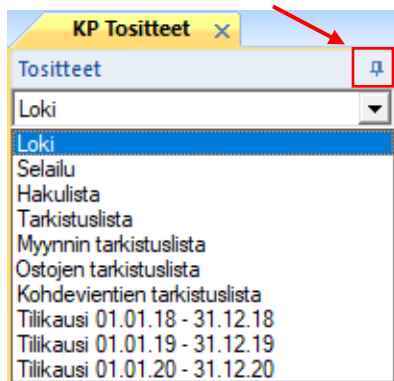 KP Tositteet
Tositteet
Loki
Loki
Selailu
Hakulista
Tarkistuslista
Myynnin tarkistuslista
Ostojen tarkistuslista
Kohdevientien tarkistuslista
Tilikausi 01.01.18 - 31.12.18
Tilikausi 01.01.19 - 31.12.19
Tilikausi 01.01.20 - 31.12.20